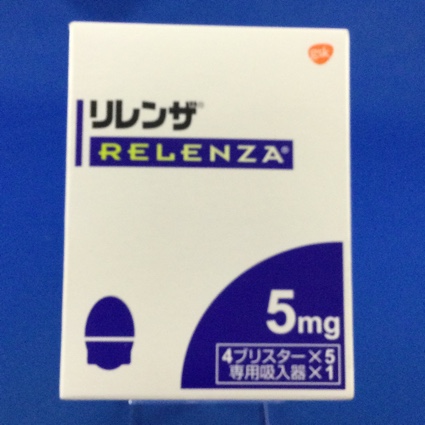 gsk
リレンザ®
RELENZA®
5mg
4ブリスター×5
専用吸入器×1